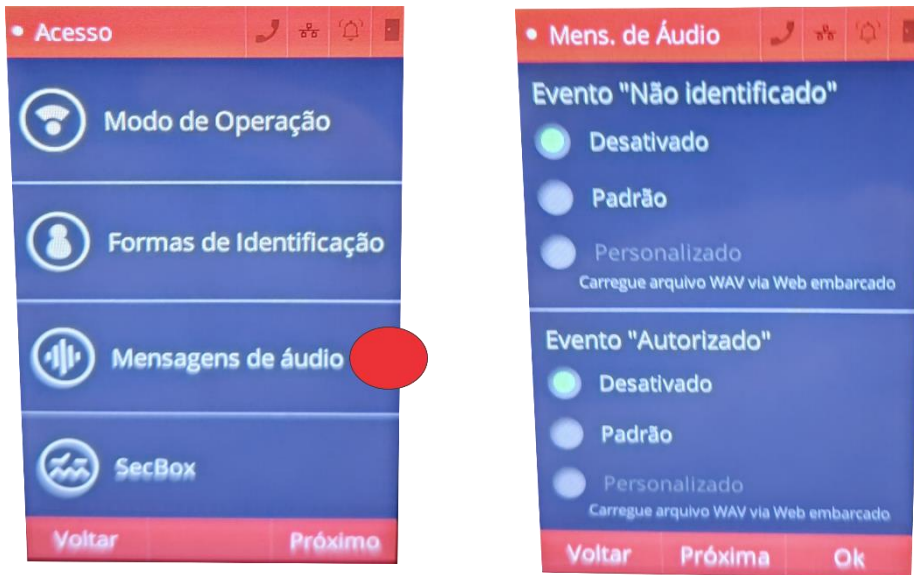 Acesso
Modo de Operação
Formas de Identificação
Mensagens de áudio
SecBox
Voltar Próximo
Mens. de Áudio
Evento "Não identificado"
Desativado
Padrão
Personalizado
Carregue arquivo WAV via Web embarcado
Evento "Autorizado"
Desativado
Padrão
Personalizado
Carregue arquivo WAV via Web embarcado
Voltar Próxima Ok